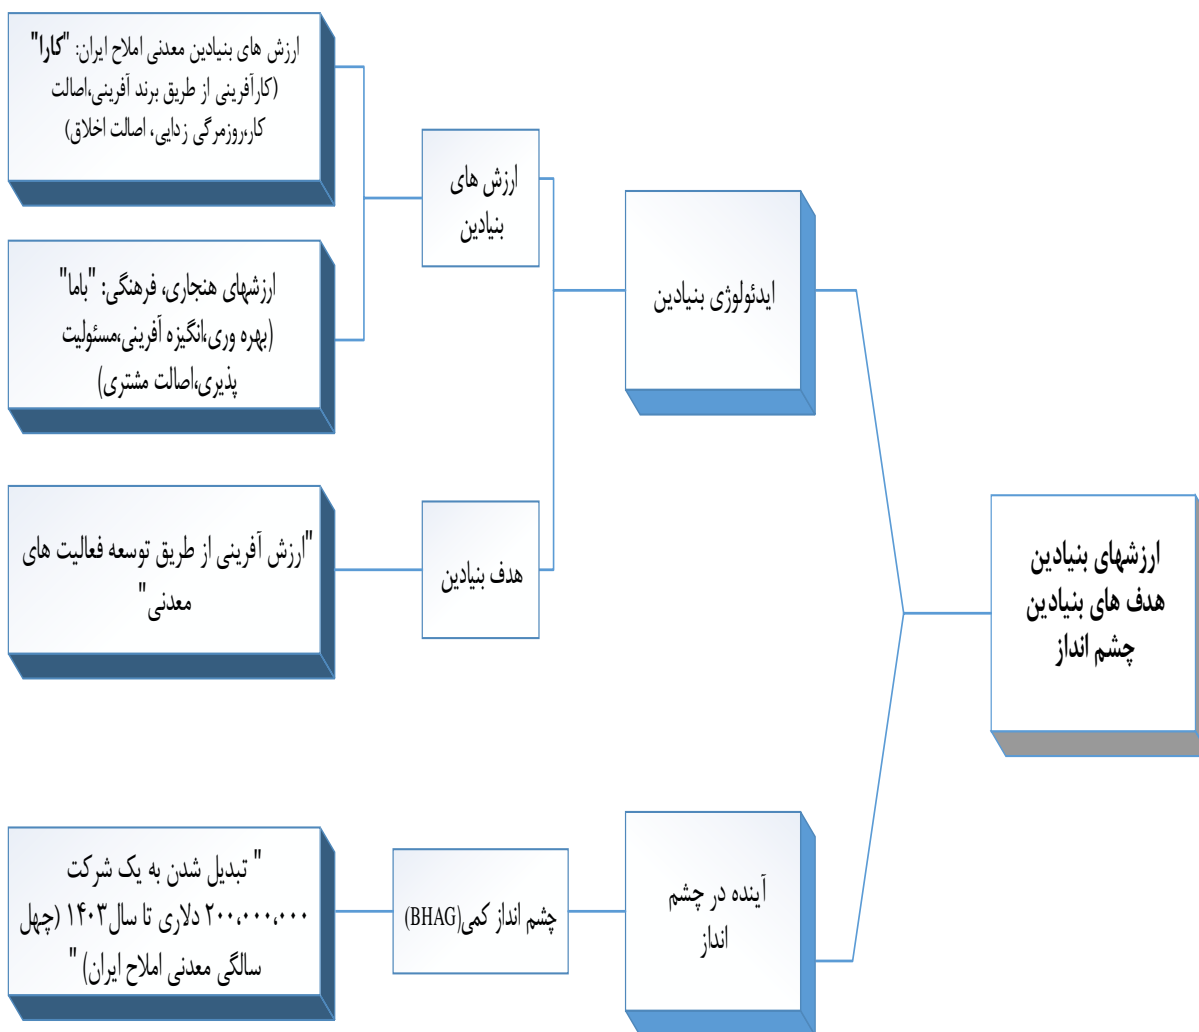 ارزشهای بنیادین
هدف های بنیادین
چشم انداز
ایدئولوژی بنیادین
ارزش های
بنیادین
ارزش های بنیادین معدنی املاح ایران: "کارا"
(کارآفرینی از طریق برند آفرینی،اصالت
کار،روزمرگی زدایی، اصالت اخلاق)
ارزشهای هنجاری، فرهنگی: "باما"
(بهره وری،انگیزه آفرینی،مسئولیت
پذیری،اصالت مشتری)
هدف بنیادین
"ارزش آفرینی از طریق توسعه فعالیت های
معدنی"
آینده در چشم
انداز
چشم انداز کمی(BHAG)
" تبدیل شدن به یک شرکت
۲۰۰،۰۰۰،۰۰۰ دلاری تا سال۱۴۰۳ (چهل
سالگی معدنی املاح ایران) "